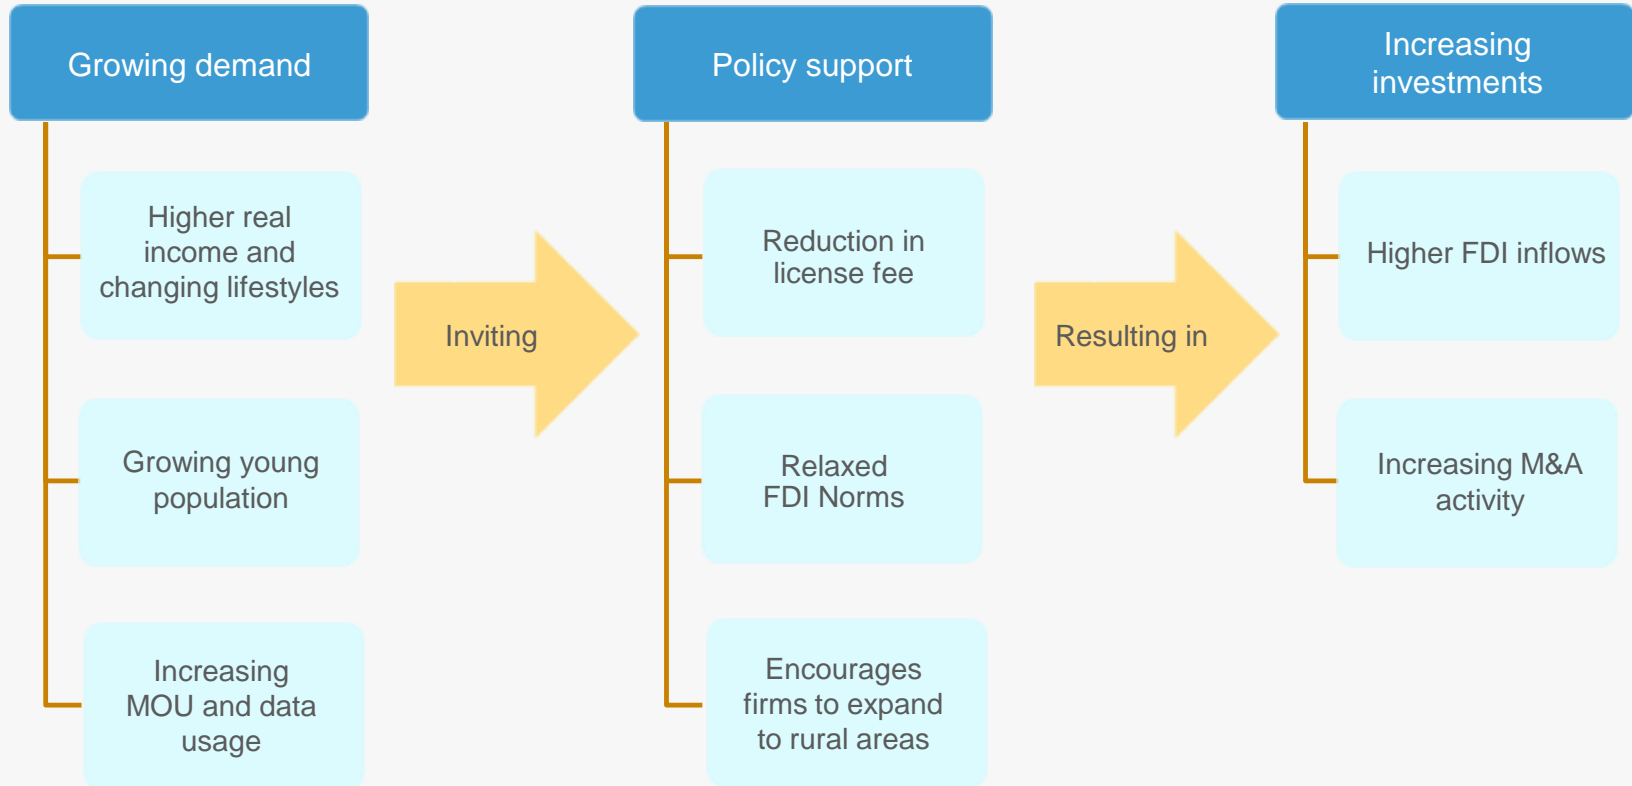 Growing demand
Higher real
income and
changing lifestyles
Growing young
population
Increasing
MOU and data
usage
Inviting
Policy support
Reduction in
license fee
Relaxed
FDI Norms
Encourages
firms to expand
to rural areas
Resulting in
Increasing
investments
Higher FDI inflows
Increasing M&A
activity